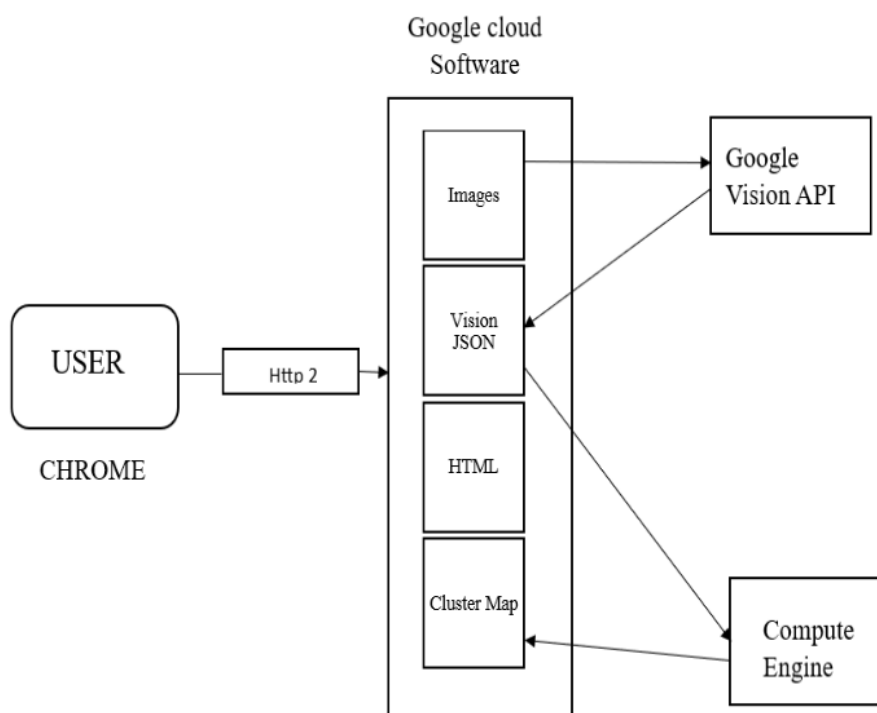 Google cloud
Software
Images
Google
Vision API
Vision
JSON
USER
Http 2
CHROME
HTML
Cluster Map
Compute
Engine